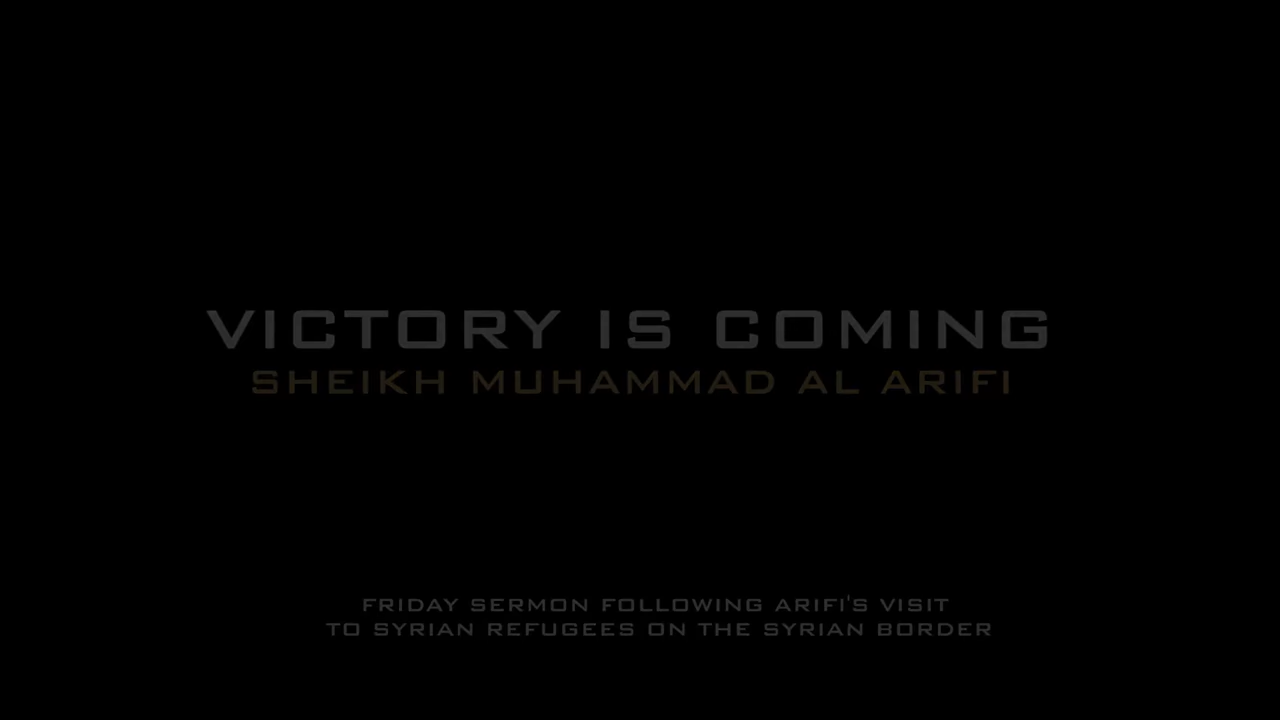 VICTORY IS COMING
SHEIKH MUHAMMAD AL ARIFI
FRIDAY SERMON FOLLOWING ARIFI'S VISIT
TO SYRIAN REFUGEES ON THE SYRIAN BORDER